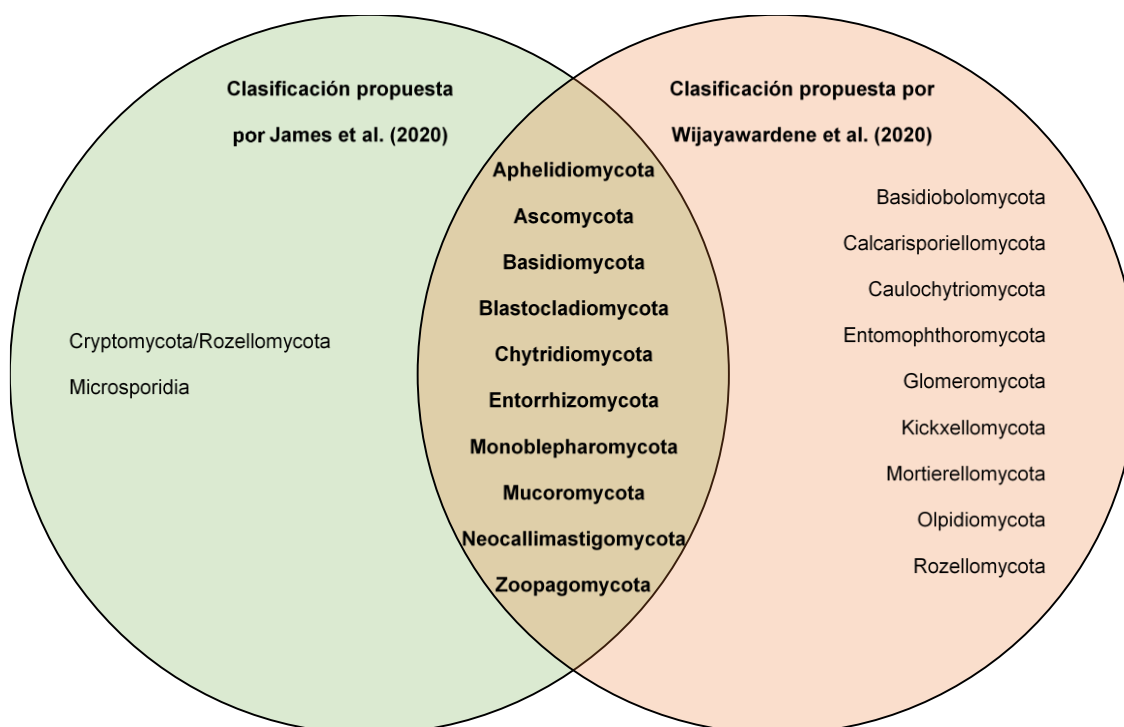 Clasificación propuesta
por James et al. (2020)
Cryptomycota/Rozellomycota
Microsporidia
Aphelidiomycota
Ascomycota
Basidiomycota
Blastocladiomycota
Chytridiomycota
Entorrhizomycota
Monoblepharomycota
Mucoromycota
Neocallimastigomycota
Zoopagomycota
Clasificación propuesta por
Wijayawardene et al. (2020)
Basidiobolomycota
Calcarisporiellomycota
Caulochytriomycota
Entomophthoromycota
Glomeromycota
Kickxellomycota
Mortierellomycota
Olpidiomycota
Rozellomycota